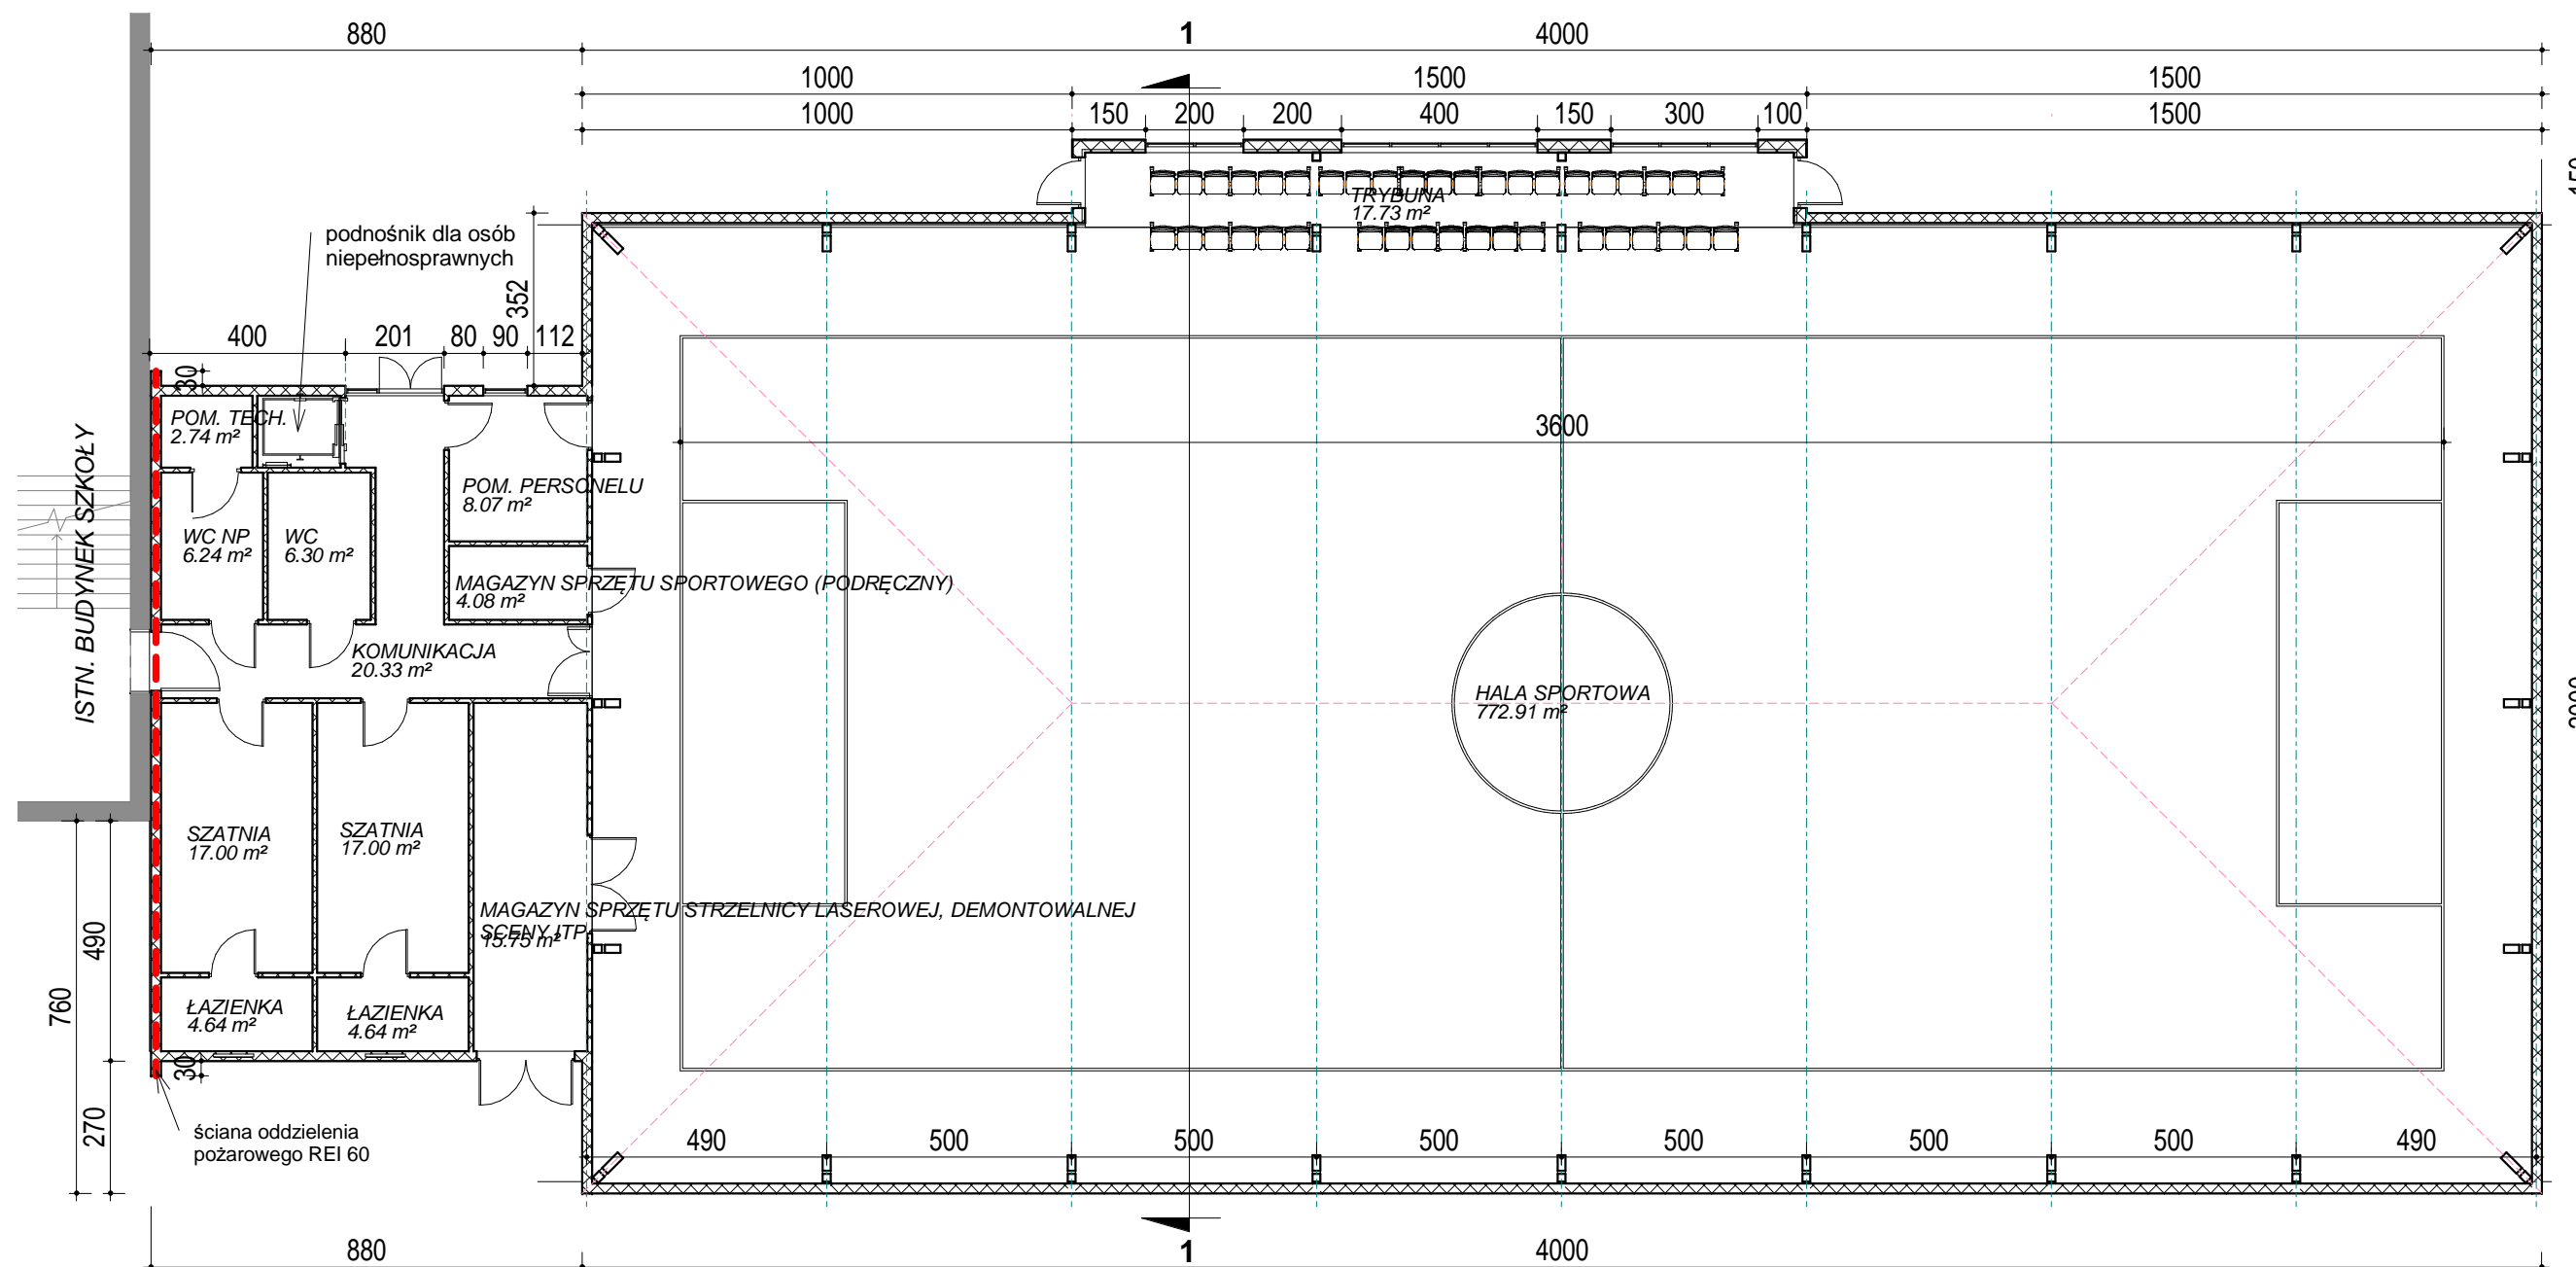 880
1
4000
1000
1500
1500
1000
150
200
200
400
150
300
100
1500
TRYBUNA
17.73 m²
podnośnik dla osób
niepełnosprawnych
352
400
201
80
90
112
30
POM. TECH.
2.74 m²
3600
ISTN. BUDYNEK SZKOŁY
POM. PERSONELU
8.07 m²
WC NP
6.24 m²
WC
6.30 m²
MAGAZYN SPRZĘTU SPORTOWEGO (PODRĘCZNY)
4.08 m²
KOMUNIKACJA
20.33 m²
HALA SPORTOWA
772.91 m²
SZATNIA
17.00 m²
SZATNIA
17.00 m²
MAGAZYN SPRZĘTU STRZELNICY LASEROWEJ, DEMONTOWALNEJ
SCENY ITP
15.75 m²
490
760
ŁAZIENKA
4.64 m²
ŁAZIENKA
4.64 m²
30
270
ściana oddzielenia
pożarowego REI 60
490
500
500
500
500
500
500
490
880
1
4000